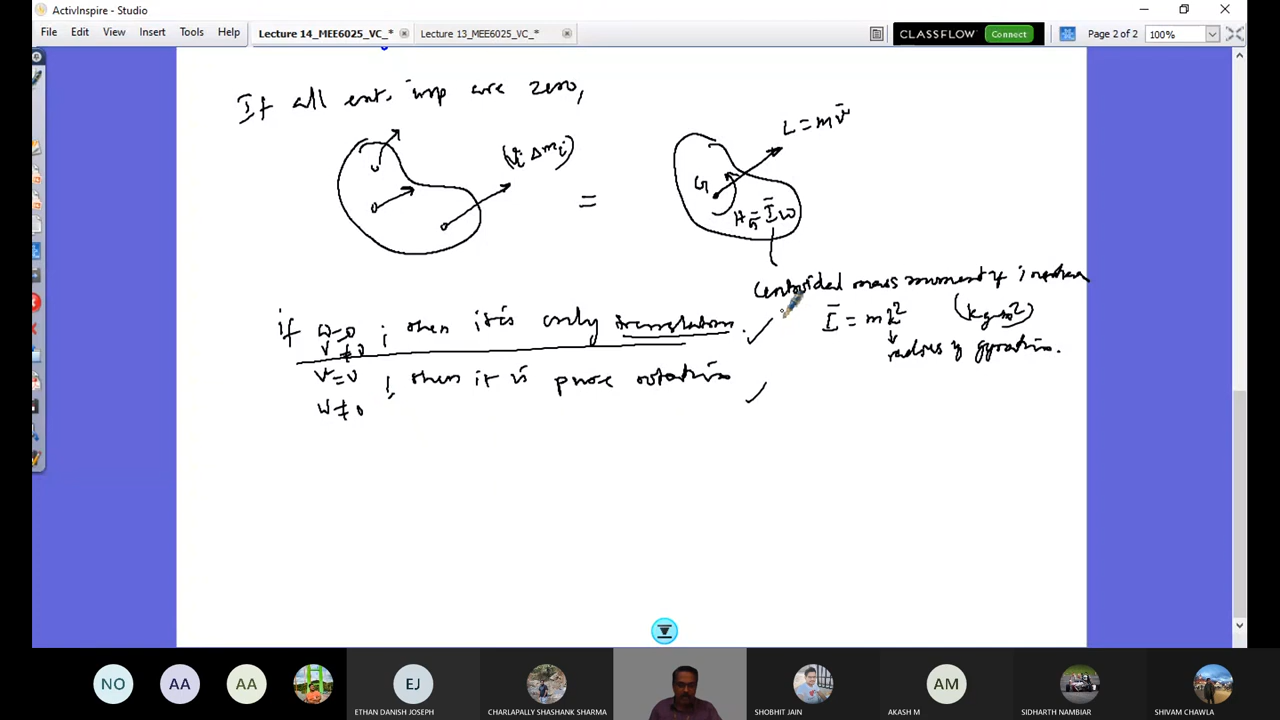 ActivInspire - Studio
File Edit View Insert Tools Help
Lecture 14_MEE6025_VC_*
Lecture 13_MEE6025_VC_*
CLASSFLOW Connect
Page 2 of 2
100%
If all ext. imp are zero,
(v̄i Δmi)
=
L = mv̄
G
HG = Īω
Centroidal mass moment of inertia
Ī = mk² (kg-m²)
radius of gyration.
if ω=0
v≠0 ; then it is only translation.
v=0
ω≠0 ; then it is pure rotation
NO
AA
AA
EJ
AM
ETHAN DANISH JOSEPH
CHARLAPALLY SHASHANK SHARMA
SHOBHIT JAIN
AKASH M
SIDHARTH NAMBIAR
SHIVAM CHAWLA